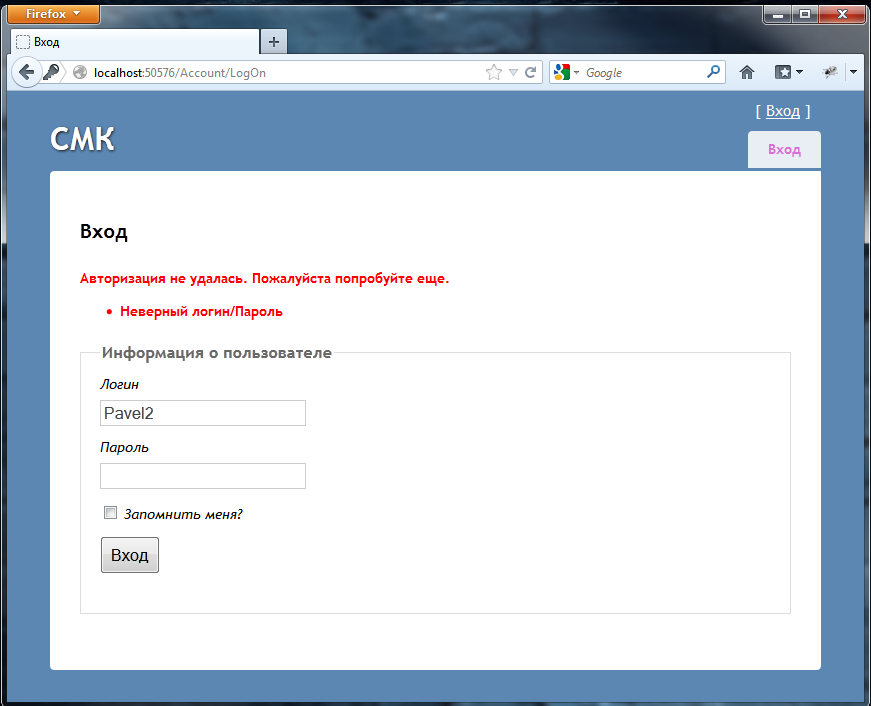 Firefox
Вход
localhost:50576/Account/LogOn
Google
[ Вход ]
СМК
Вход
Вход
Авторизация не удалась. Пожалуйста попробуйте еще.
Неверный логин/Пароль
Информация о пользователе
Логин
Pavel2
Пароль
Запомнить меня?
Вход